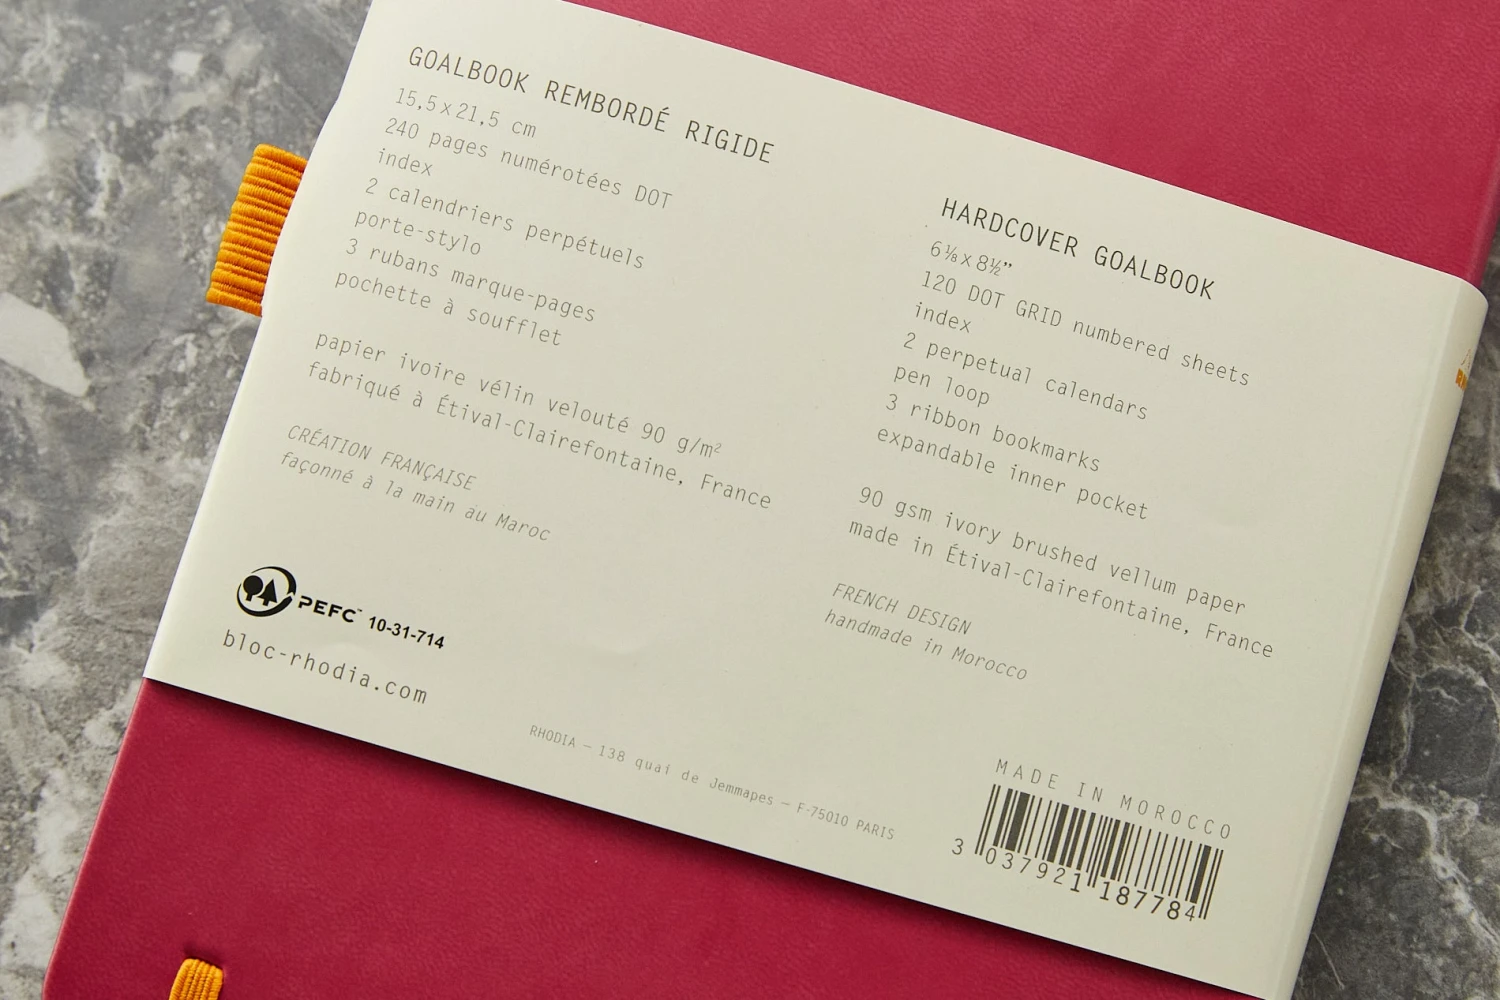 GOALBOOK REMBORDÉ RIGIDE
15,5 x 21,5 cm
240 pages numérotées DOT
index
2 calendriers perpétuels
porte-stylo
3 rubans marque-pages
pochette à soufflet
papier ivoire vélin velouté 90 g/m²
fabriqué à Étival-Clairefontaine, France
CRÉATION FRANÇAISE
façonné à la main au Maroc
PEFC™ 10-31-714
bloc-rhodia.com
HARDCOVER GOALBOOK
6⅛ x 8½”
120 DOT GRID numbered sheets
index
2 perpetual calendars
pen loop
3 ribbon bookmarks
expandable inner pocket
90 gsm ivory brushed vellum paper
made in Étival-Clairefontaine, France
FRENCH DESIGN
handmade in Morocco
RHODIA – 138 quai de Jemmapes – F-75010 PARIS
MADE IN MOROCCO
3 037921 187784